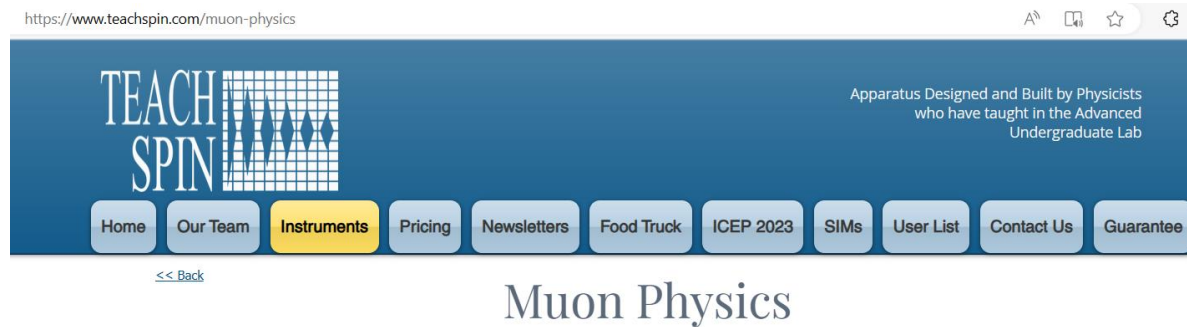 https://www.teachspin.com/muon-physics
TEACH
SPIN
Apparatus Designed and Built by Physicists
who have taught in the Advanced
Undergraduate Lab
Home Our Team Instruments Pricing Newsletters Food Truck ICEP 2023 SIMs User List Contact Us Guarantee
<< Back
Muon Physics